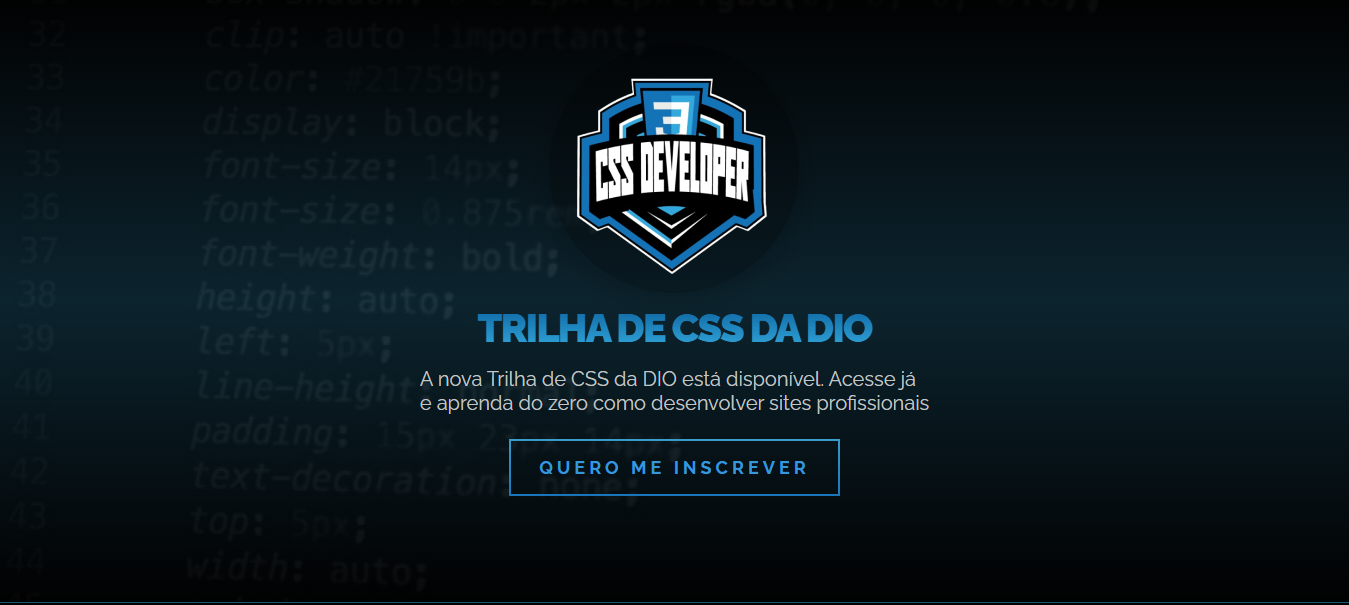 32 clip: auto !important;
33 color: #21759b;
34 display: block;
35 font-size: 14px;
36 font-size: 0.875
37 font-weight: bold;
38 height: auto;
39 left: 5px;
40 line-height:
41 padding: 15px 23px 14px;
42 text-decoration: none;
43 top: 5px;
44 width: auto;
3
CSS DEVELOPER
TRILHA DE CSS DA DIO
A nova Trilha de CSS da DIO está disponível. Acesse já
e aprenda do zero como desenvolver sites profissionais
QUERO ME INSCREVER